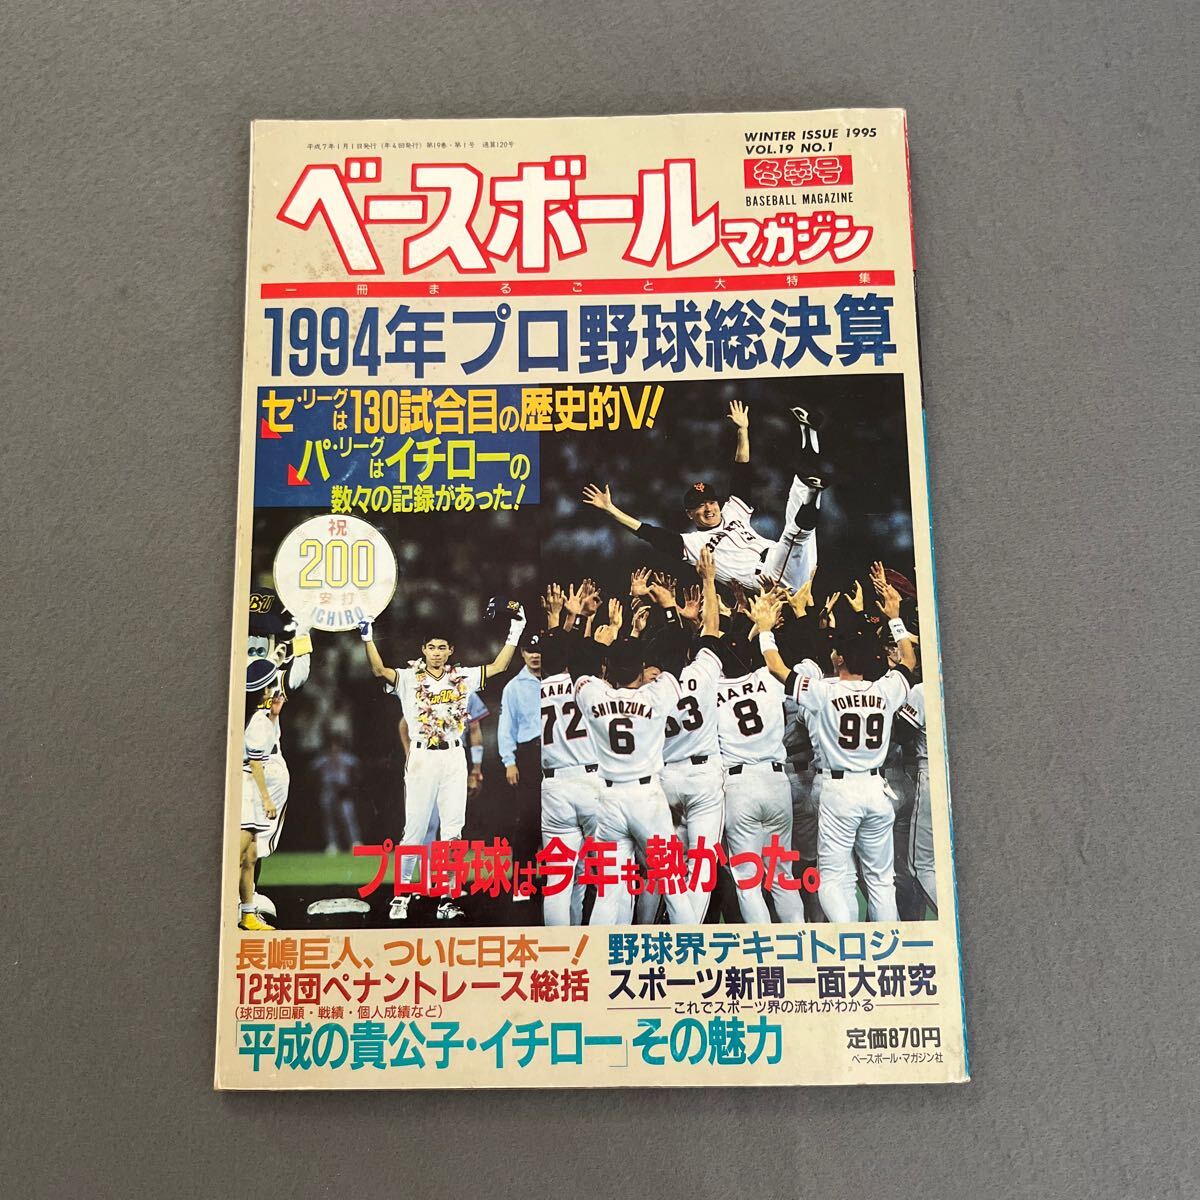 平成7年1月1日発行(年4回発行)第19巻・第1号 通算120号
WINTER ISSUE 1995
VOL.19 NO.1
冬季号
BASEBALL MAGAZINE
ベースボールマガジン
一冊まるごと大特集
1994年プロ野球総決算
セ・リーグは130試合目の歴史的V!
パ・リーグはイチローの
数々の記録があった!
祝
200
安打
ICHIRO
72
SHINOZUKA
6
HARA
8
99
プロ野球は今年も熱かった。
長嶋巨人、ついに日本一!
12球団ペナントレース総括
(球団別回顧・戦績・個人成績など)
「平成の貴公子・イチロー」その魅力
野球界デキゴトロジー
スポーツ新聞一面大研究
これでスポーツ界の流れがわかる
定価870円
ベースボール・マガジン社